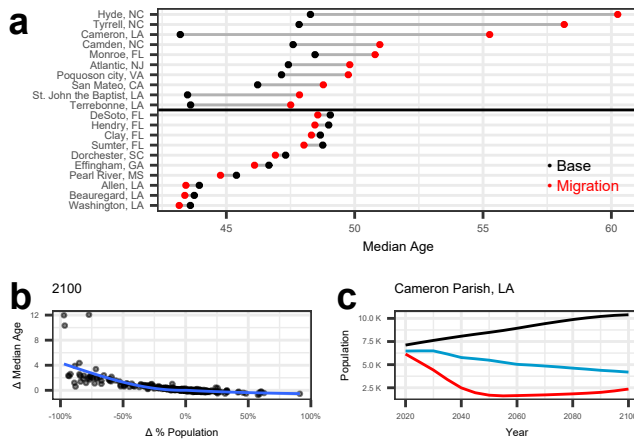 a
Hyde, NC
Tyrrell, NC
Cameron, LA
Camden, NC
Monroe, FL
Atlantic, NJ
Poquoson city, VA
San Mateo, CA
St. John the Baptist, LA
Terrebonne, LA
DeSoto, FL
Hendry, FL
Clay, FL
Sumter, FL
Dorchester, SC
Effingham, GA
Pearl River, MS
Allen, LA
Beauregard, LA
Washington, LA
Base
Migration
45 50 55 60
Median Age
b 2100
Δ Median Age
12
8
4
0
-100% -50% 0% 50% 100%
Δ % Population
c Cameron Parish, LA
Population
10.0 K
5.0 K
2.5 K
2020 2040 2060 2080 2100
Year